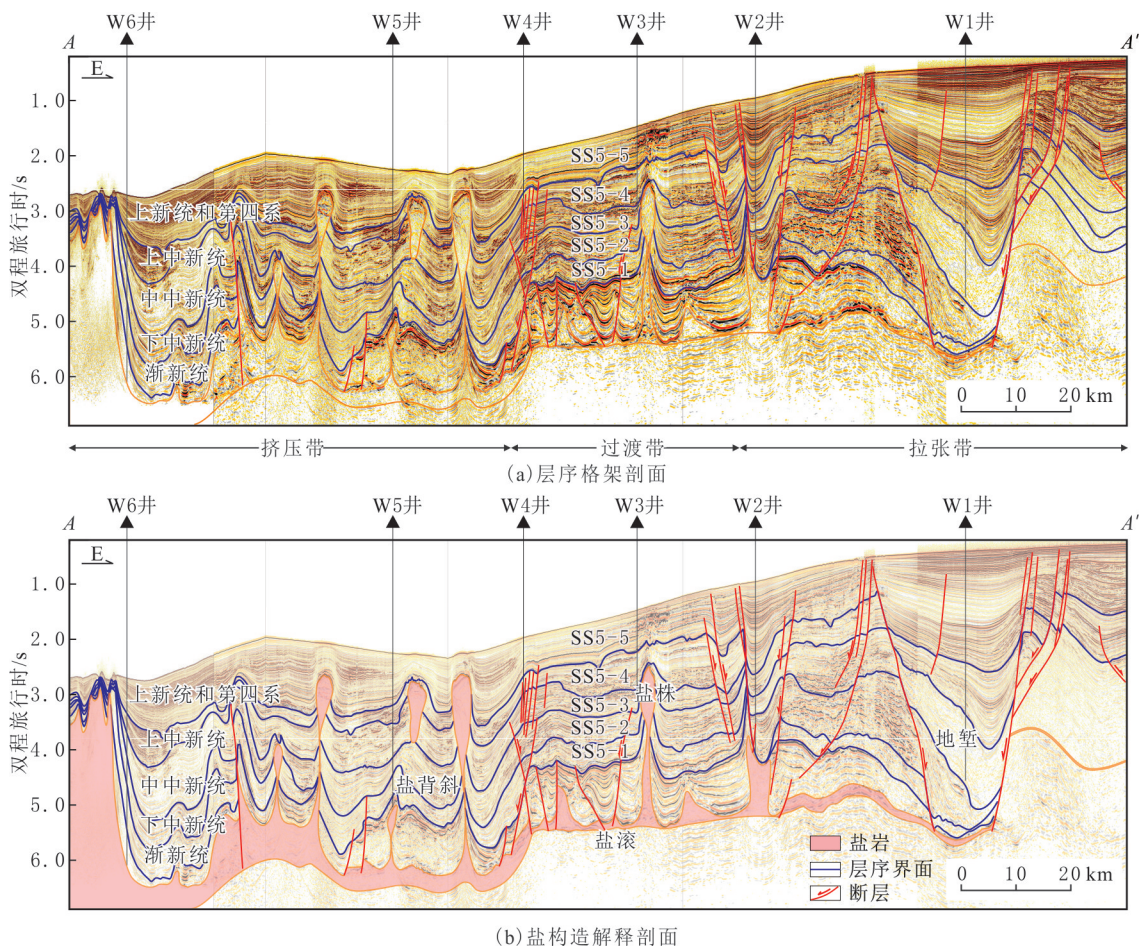 W6井 W5井 W4井 W3井 W2井 W1井
A A′
E
双程旅行时/s
1.0
2.0
3.0
4.0
5.0
6.0
SS5-5
SS5-4
SS5-3
SS5-2
SS5-1
上新统和第四系
上中新统
中中新统
下中新统
渐新统
0 10 20 km
挤压带 过渡带 拉张带
(a)层序格架剖面
W6井 W5井 W4井 W3井 W2井 W1井
A A′
E
双程旅行时/s
1.0
2.0
3.0
4.0
5.0
6.0
SS5-5
SS5-4
盐株
SS5-3
SS5-2
SS5-1
上新统和第四系
上中新统
中中新统
下中新统
渐新统
地堑
盐背斜
盐滚
盐岩
层序界面
断层
0 10 20 km
(b)盐构造解释剖面